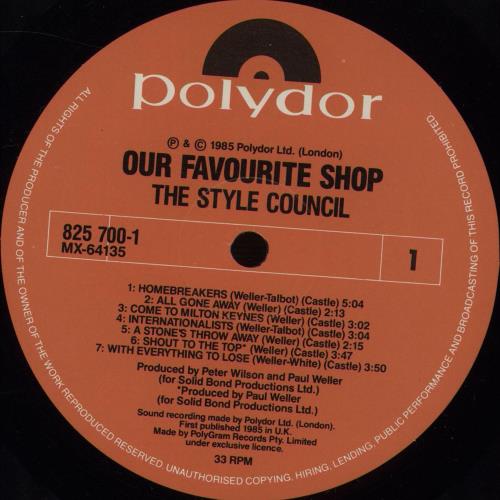 polydor
Ⓟ & © 1985 Polydor Ltd. (London)
OUR FAVOURITE SHOP
THE STYLE COUNCIL
825 700-1
MX-64135
1
1: HOMEBREAKERS (Weller-Talbot) (Castle) 5:04
2: ALL GONE AWAY (Weller) (Castle) 2:13
3: COME TO MILTON KEYNES (Weller) (Castle) 3:02
4: INTERNATIONALISTS (Weller-Talbot) (Castle) 3:04
5: A STONE'S THROW AWAY (Weller) (Castle) 2:15
6: SHOUT TO THE TOP* (Weller) (Castle) 3:47
7: WITH EVERYTHING TO LOSE (Weller-White) (Castle) 3:50
Produced by Peter Wilson and Paul Weller
(for Solid Bond Productions Ltd.)
*Produced by Paul Weller
(for Solid Bond Productions Ltd.)
Sound recording made by Polydor Ltd. (London).
First published 1985 in U.K.
Made by PolyGram Records Pty. Limited
under exclusive licence.
33 RPM
ALL RIGHTS OF THE PRODUCER AND OF THE OWNER OF THE WORK REPRODUCED RESERVED. UNAUTHORISED COPYING, HIRING, LENDING, PUBLIC PERFORMANCE AND BROADCASTING OF THIS RECORD PROHIBITED.